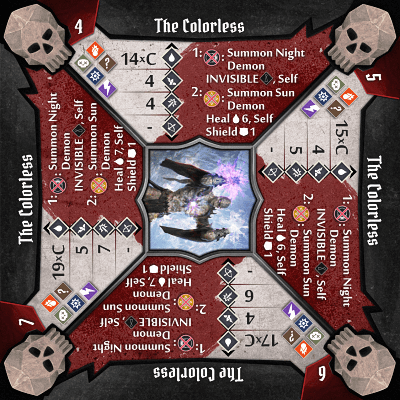 4
The Colorless
14×C
4
4
-
1: : Summon Night
Demon
INVISIBLE , Self
2: : Summon Sun
Demon
Heal 6, Self
Shield 1
5
The Colorless
15×C
4
5
-
1: : Summon Night
Demon
INVISIBLE , Self
2: : Summon Sun
Demon
Heal 6, Self
Shield 1
6
The Colorless
17×C
4
6
-
1: : Summon Night
Demon
INVISIBLE , Self
2: : Summon Sun
Demon
Heal 7, Self
Shield 1
7
The Colorless
19×C
5
7
-
1: : Summon Night
Demon
INVISIBLE , Self
2: : Summon Sun
Demon
Heal 7, Self
Shield 1